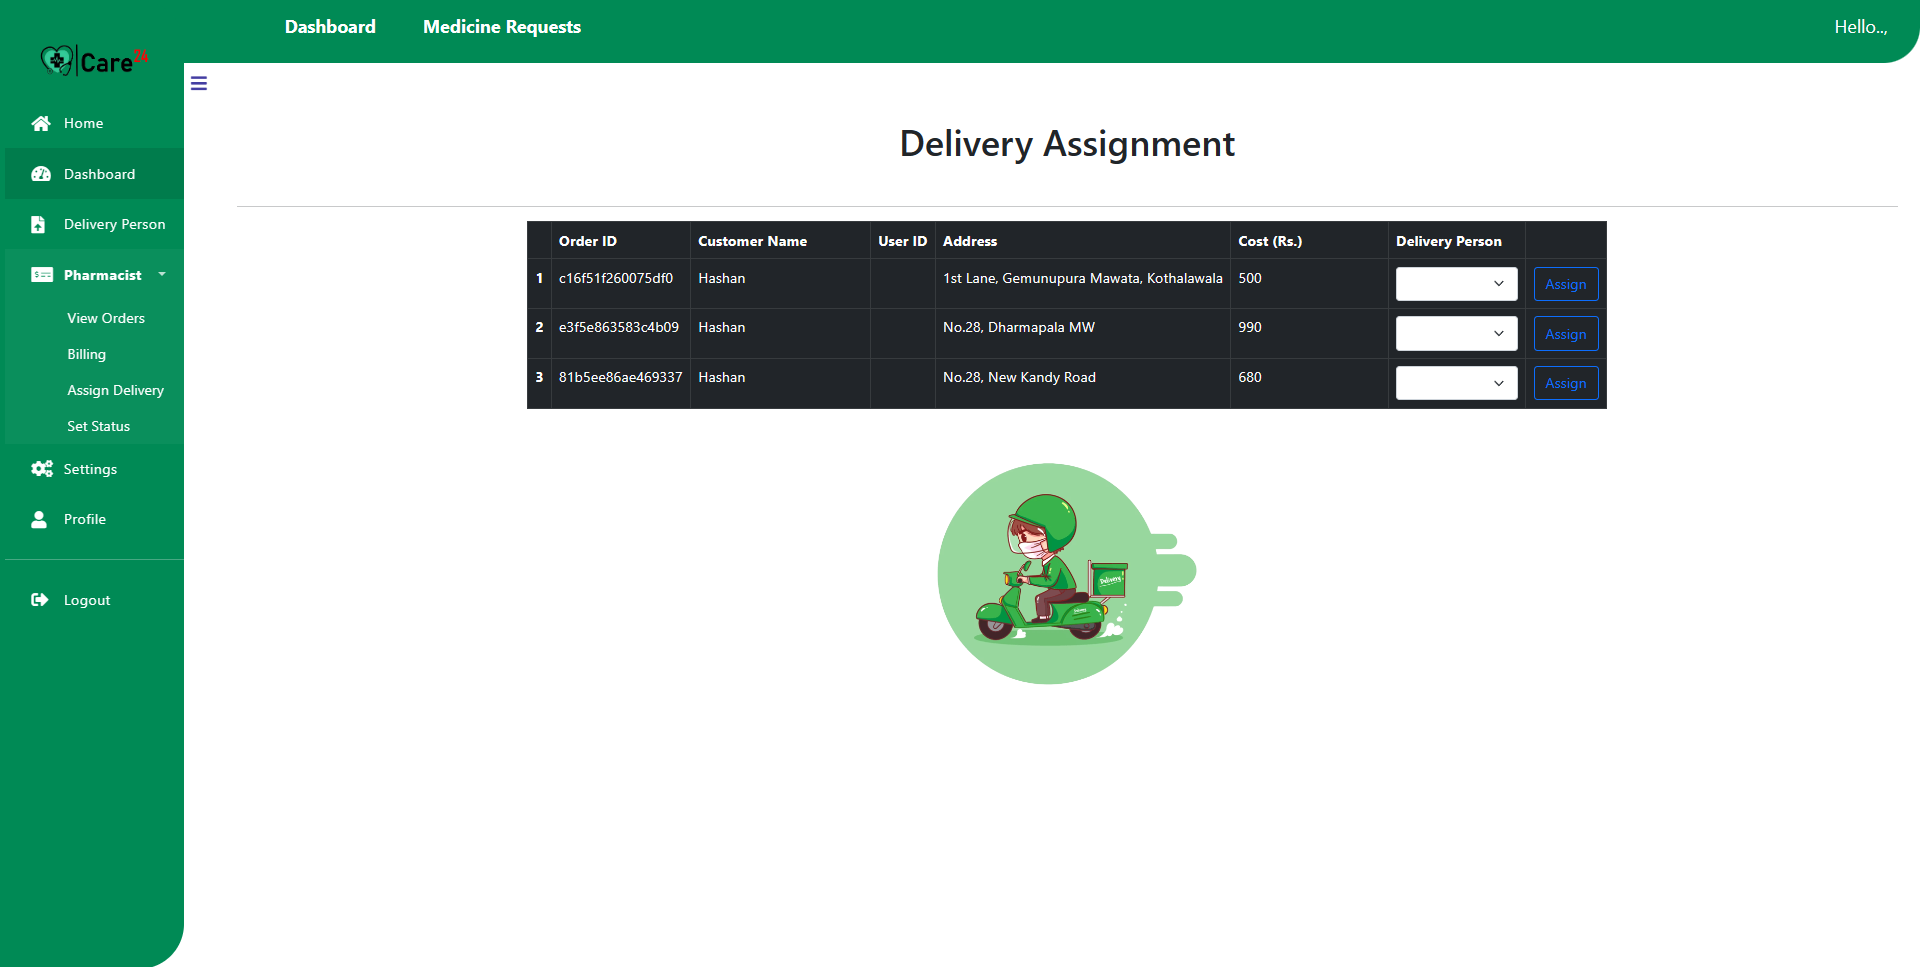 Dashboard Medicine Requests Hello..,
Care24
Home
Dashboard
Delivery Person
Pharmacist
View Orders
Billing
Assign Delivery
Set Status
Settings
Profile
Logout
Delivery Assignment
Order ID Customer Name User ID Address Cost (Rs.) Delivery Person
1 c16f51f260075df0 Hashan 1st Lane, Gemunupura Mawata, Kothalawala 500 Assign
2 e3f5e863583c4b09 Hashan No.28, Dharmapala MW 990 Assign
3 81b5ee86ae469337 Hashan No.28, New Kandy Road 680 Assign
Delivery